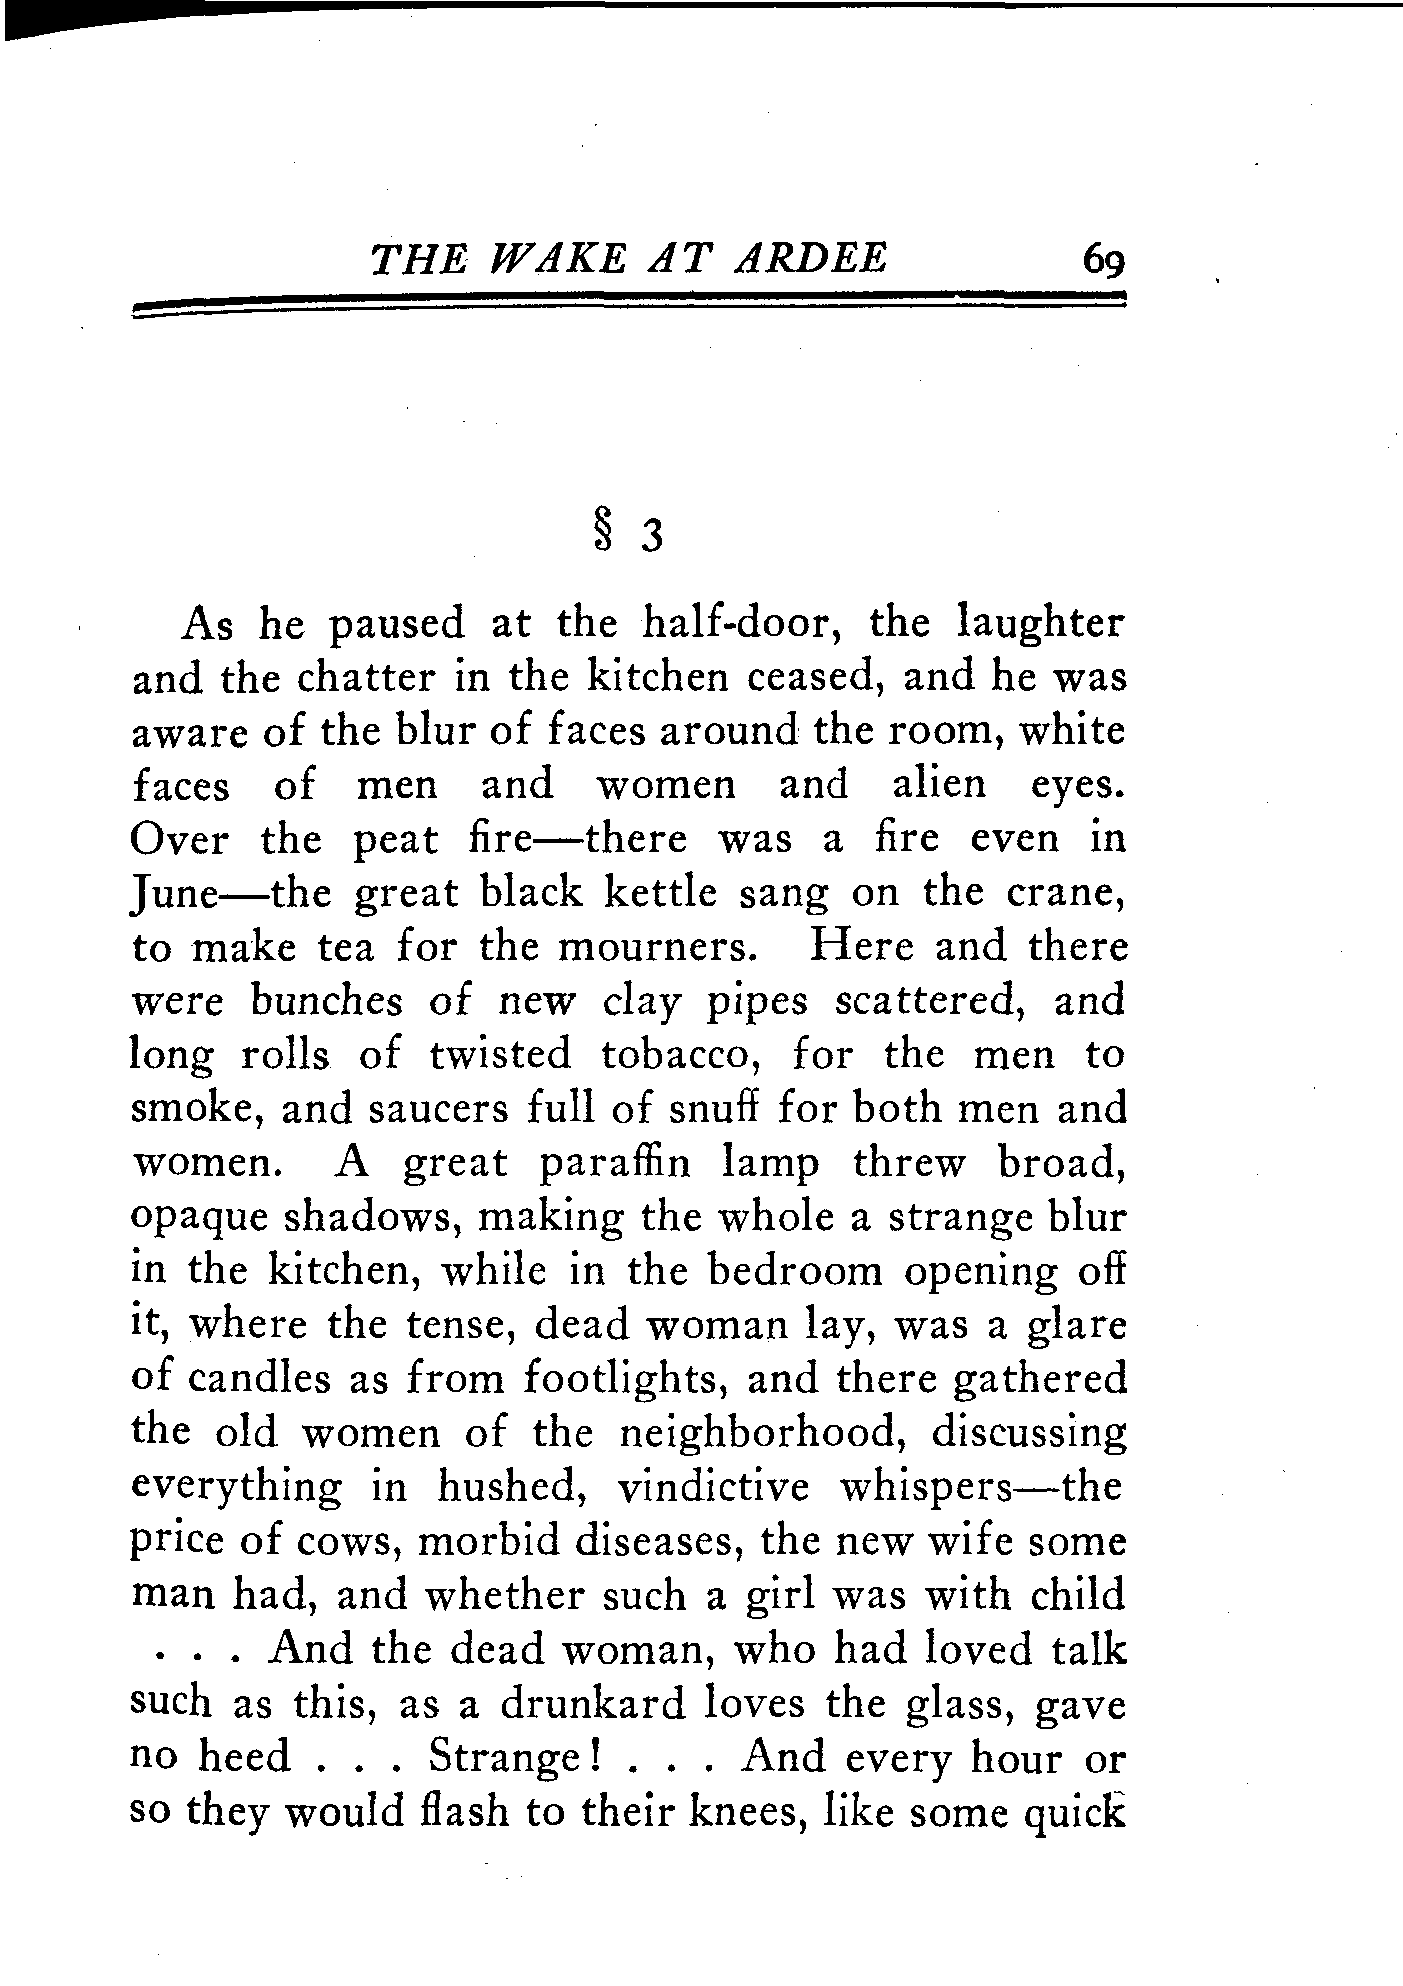 THE WAKE AT ARDEE 69
§ 3
As he paused at the half-door, the laughter
and the chatter in the kitchen ceased, and he was
aware of the blur of faces around the room, white
faces of men and women and alien eyes.
Over the peat fire—there was a fire even in
June—the great black kettle sang on the crane,
to make tea for the mourners. Here and there
were bunches of new clay pipes scattered, and
long rolls of twisted tobacco, for the men to
smoke, and saucers full of snuff for both men and
women. A great paraffin lamp threw broad,
opaque shadows, making the whole a strange blur
in the kitchen, while in the bedroom opening off
it, where the tense, dead woman lay, was a glare
of candles as from footlights, and there gathered
the old women of the neighborhood, discussing
everything in hushed, vindictive whispers—the
price of cows, morbid diseases, the new wife some
man had, and whether such a girl was with child
. . . And the dead woman, who had loved talk
such as this, as a drunkard loves the glass, gave
no heed . . . Strange! . . . And every hour or
so they would flash to their knees, like some quick